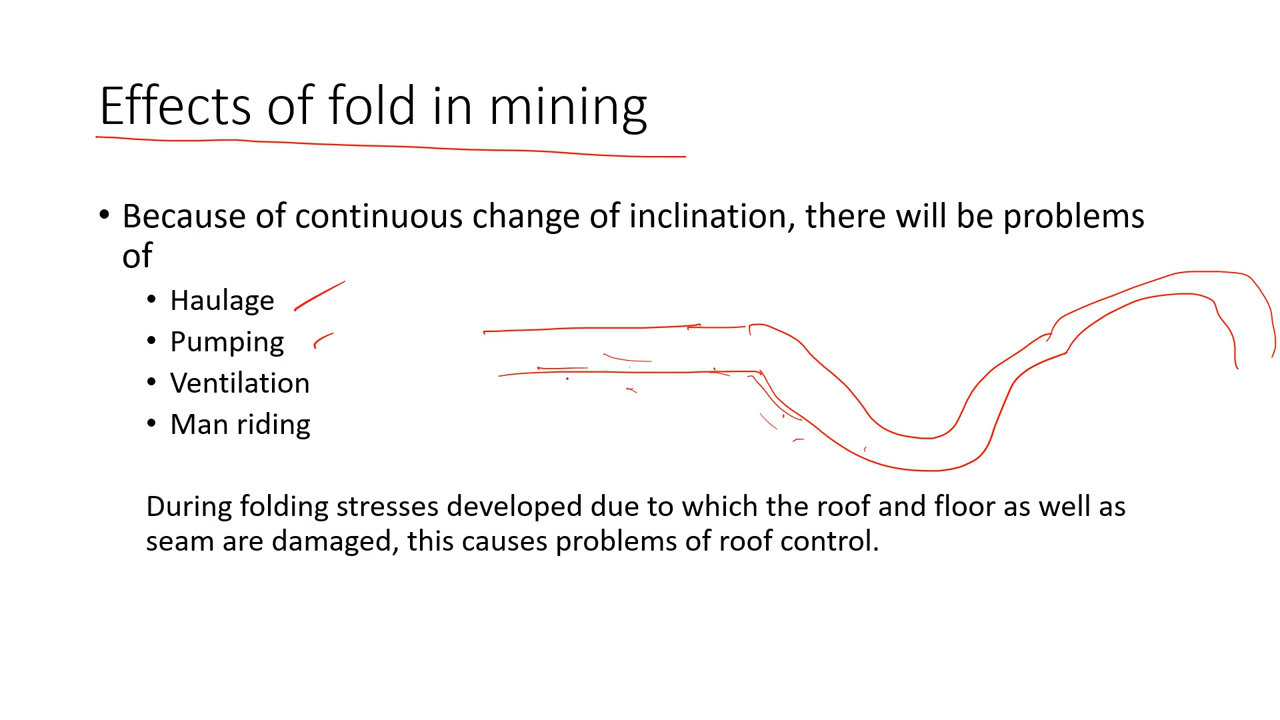 Effects of fold in mining
• Because of continuous change of inclination, there will be problems
of
• Haulage
• Pumping
• Ventilation
• Man riding
During folding stresses developed due to which the roof and floor as well as
seam are damaged, this causes problems of roof control.